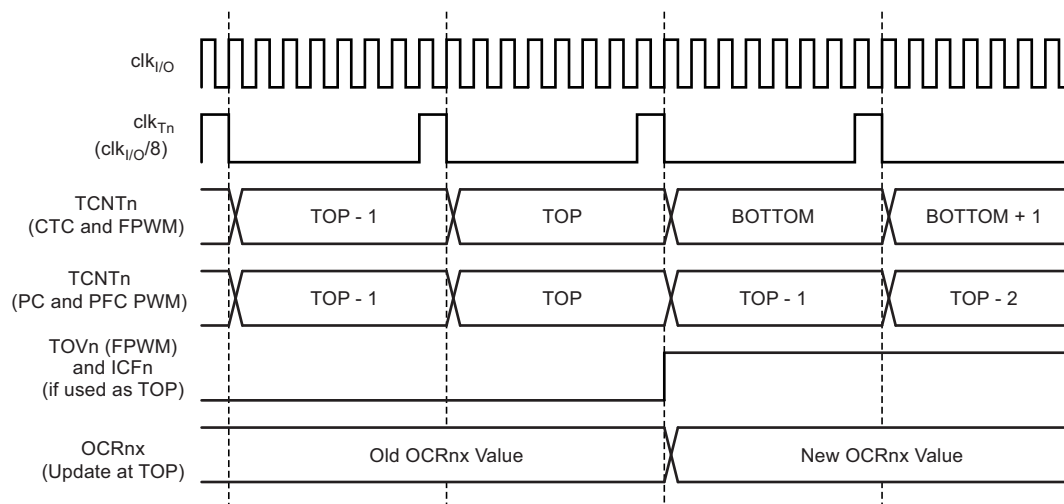 clkI/O
clkTn
(clkI/O/8)
TCNTn
(CTC and FPWM)
TOP - 1
TOP
BOTTOM
BOTTOM + 1
TCNTn
(PC and PFC PWM)
TOP - 1
TOP
TOP - 1
TOP - 2
TOVn (FPWM)
and ICFn
(if used as TOP)
OCRnx
(Update at TOP)
Old OCRnx Value
New OCRnx Value